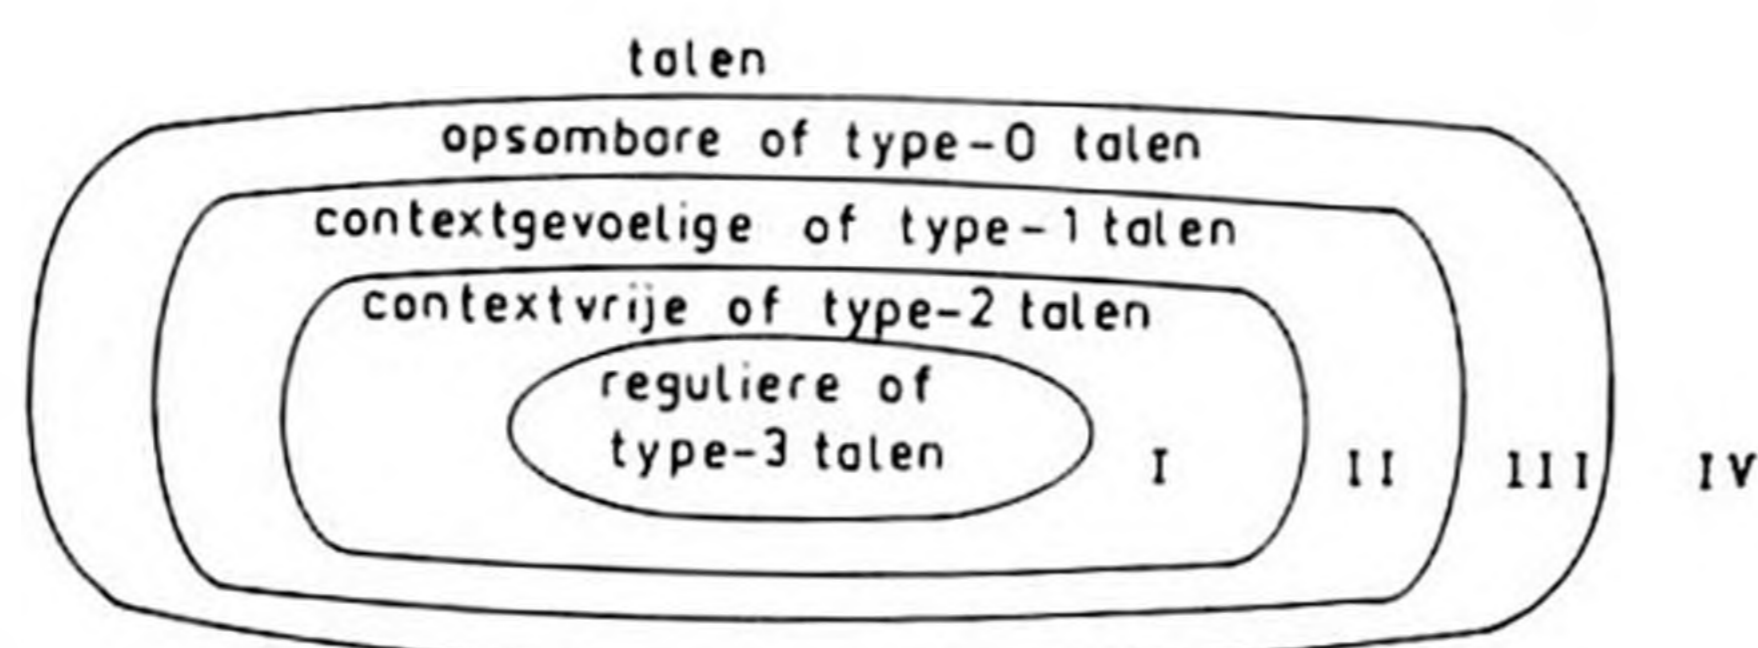 talen
opsombare of type-0 talen
contextgevoelige of type-1 talen
contextvrije of type-2 talen
reguliere of
type-3 talen
I II III IV